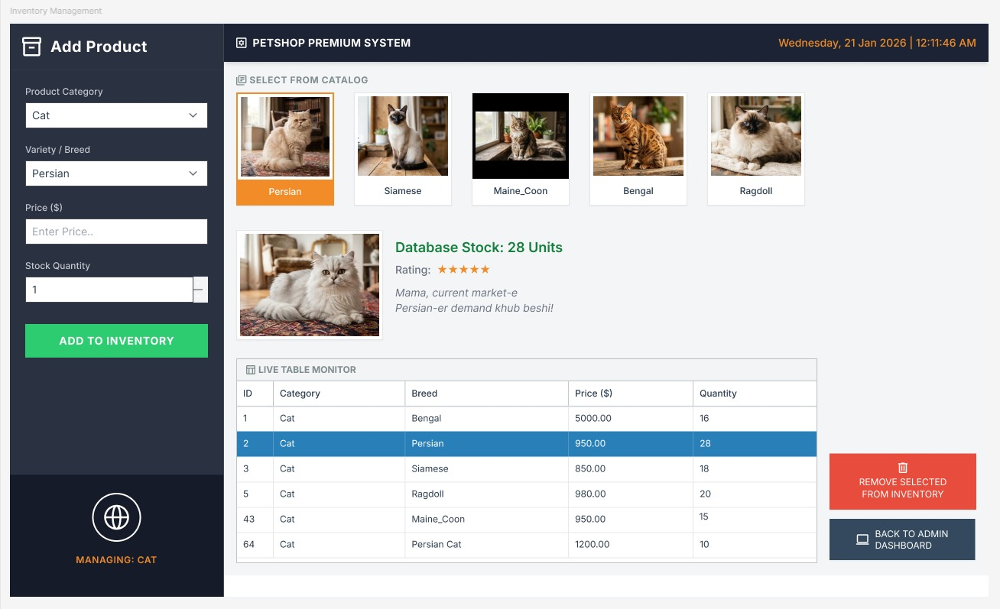 Inventory Management
Add Product
PETSHOP PREMIUM SYSTEM
Wednesday, 21 Jan 2026 | 12:11:46 AM
Product Category
Cat
Variety / Breed
Persian
Price ($)
Enter Price..
Stock Quantity
1
ADD TO INVENTORY
MANAGING: CAT
SELECT FROM CATALOG
Persian
Siamese
Maine_Coon
Bengal
Ragdoll
Database Stock: 28 Units
Rating: ★★★★★
Mama, current market-e
Persian-er demand khub beshi!
LIVE TABLE MONITOR
ID Category Breed Price ($) Quantity
1 Cat Bengal 5000.00 16
2 Cat Persian 950.00 28
3 Cat Siamese 850.00 18
5 Cat Ragdoll 980.00 20
43 Cat Maine_Coon 950.00 15
64 Cat Persian Cat 1200.00 10
REMOVE SELECTED
FROM INVENTORY
BACK TO ADMIN
DASHBOARD